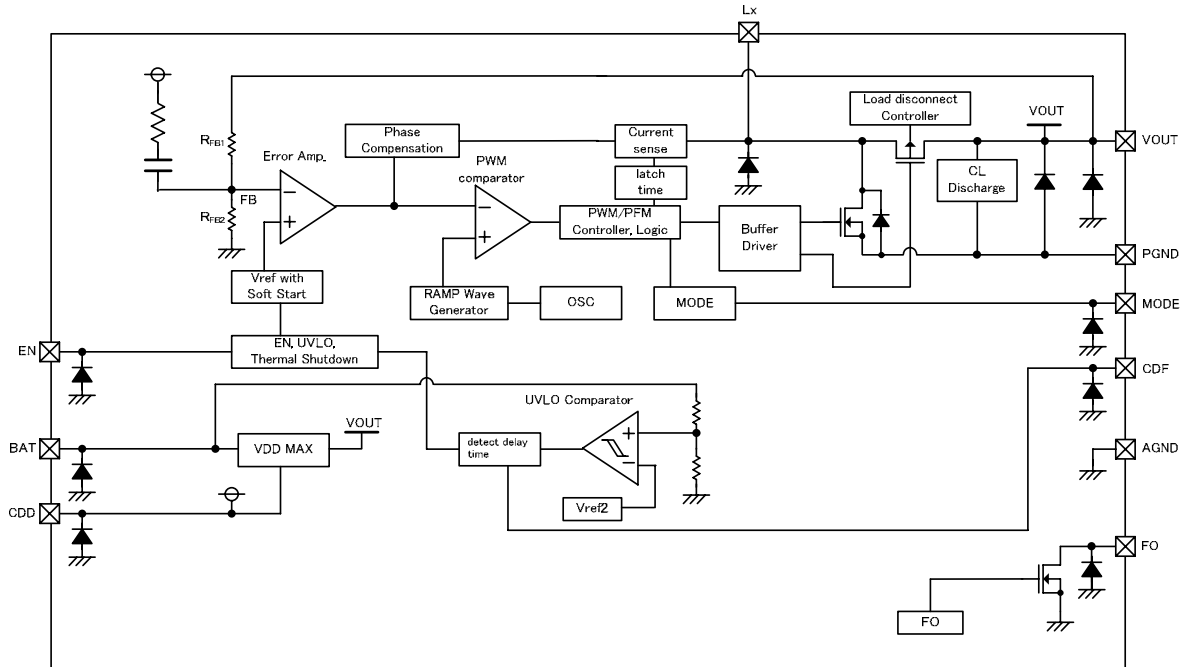 Lx
Load disconnect
Controller
VOUT
VOUT
RFB1
Error Amp.
Phase
Compensation
Current
sense
PWM
comparator
latch
time
CL
Discharge
FB
RFB2
PWM/PFM
Controller, Logic
Buffer
Driver
PGND
Vref with
Soft Start
RAMP Wave
Generator
OSC
MODE
MODE
EN
EN, UVLO,
Thermal Shutdown
CDF
UVLO Comparator
VOUT
BAT
VDD MAX
detect delay
time
AGND
Vref2
CDD
FO
FO